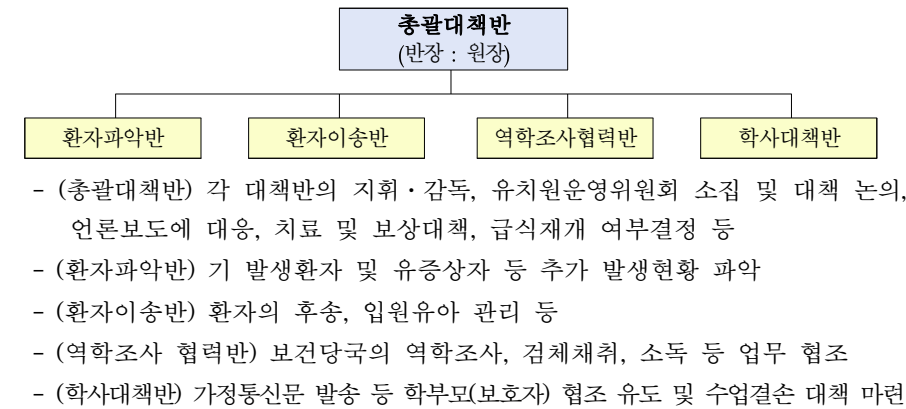 총괄대책반
(반장 : 원장)
환자파악반 환자이송반 역학조사협력반 학사대책반
- (총괄대책반) 각 대책반의 지휘·감독, 유치원운영위원회 소집 및 대책 논의,
언론보도에 대응, 치료 및 보상대책, 급식재개 여부결정 등
- (환자파악반) 기 발생환자 및 유증상자 등 추가 발생현황 파악
- (환자이송반) 환자의 후송, 입원유아 관리 등
- (역학조사 협력반) 보건당국의 역학조사, 검체채취, 소독 등 업무 협조
- (학사대책반) 가정통신문 발송 등 학부모(보호자) 협조 유도 및 수업결손 대책 마련